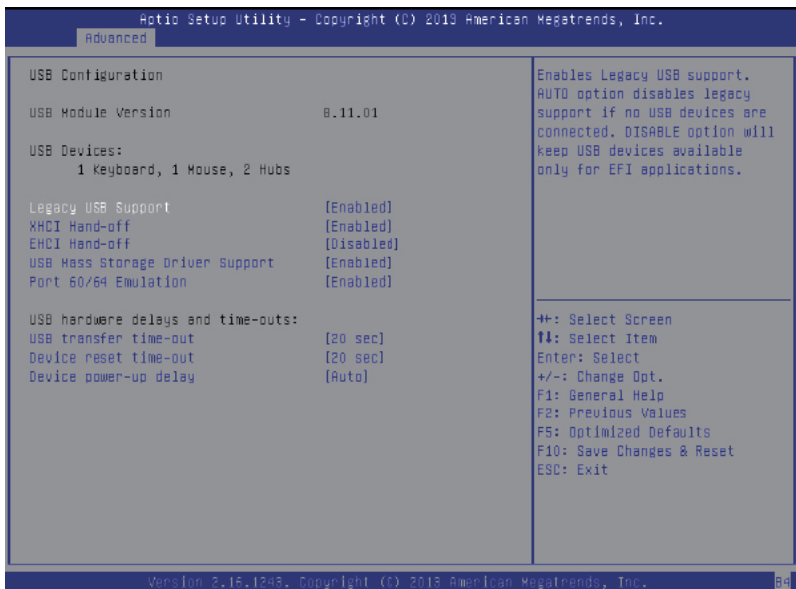 Aptio Setup Utility - Copyright (C) 2013 American Megatrends, Inc.
Advanced
USB Configuration
USB Module Version 8.11.01
USB Devices:
1 Keyboard, 1 Mouse, 2 Hubs
Legacy USB Support [Enabled]
XHCI Hand-off [Enabled]
EHCI Hand-off [Disabled]
USB Mass Storage Driver Support [Enabled]
Port 60/64 Emulation [Enabled]
USB hardware delays and time-outs:
USB transfer time-out [20 sec]
Device reset time-out [20 sec]
Device power-up delay [Auto]
Enables Legacy USB support.
AUTO option disables legacy
support if no USB devices are
connected. DISABLE option will
keep USB devices available
only for EFI applications.
→←: Select Screen
↑↓: Select Item
Enter: Select
+/-: Change Opt.
F1: General Help
F2: Previous Values
F5: Optimized Defaults
F10: Save Changes & Reset
ESC: Exit
Version 2.16.1243. Copyright (C) 2013 American Megatrends, Inc.
B4